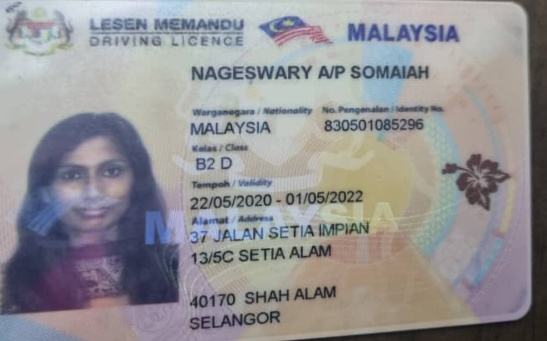 LESEN MEMANDU
DRIVING LICENCE
MALAYSIA
NAGESWARY A/P SOMAIAH
Warganegara / Nationality No. Pengenalan / Identity No.
MALAYSIA 830501085296
Kelas / Class
B2 D
Tempoh / Validity
22/05/2020 - 01/05/2022
Alamat / Address
MALAYSIA
37 JALAN SETIA IMPIAN
13/5C SETIA ALAM
40170 SHAH ALAM
SELANGOR